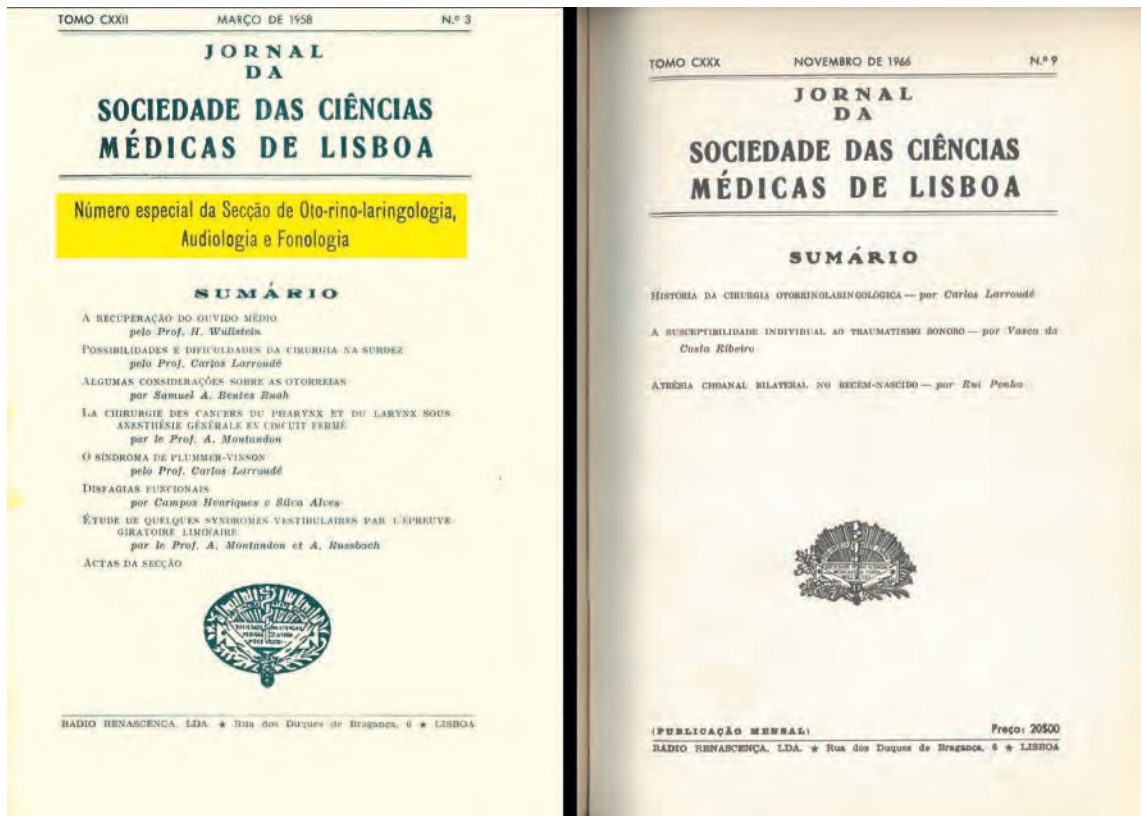 TOMO CXXII MARÇO DE 1958 N.º 3
JORNAL
DA
SOCIEDADE DAS CIÊNCIAS
MÉDICAS DE LISBOA
Número especial da Secção de Oto-rino-laringologia,
Audiologia e Fonologia
SUMÁRIO
A RECUPERAÇÃO DO OUVIDO MÉDIO
pelo Prof. H. Wullstein
POSSIBILIDADES E DIFICULDADES DA CIRURGIA NA SURDEZ
pelo Prof. Carlos Larroudé
ALGUMAS CONSIDERAÇÕES SOBRE AS OTORREIAS
por Samuel A. Bentes Ruah
LA CHIRURGIE DES CANCERS DU PHARYNX ET DU LARYNX SOUS
ANESTHÉSIE GÉNÉRALE EN CIRCUIT FERMÉ
par le Prof. A. Montandon
O SÍNDROMA DE PLUMMER-VINSON
pelo Prof. Carlos Larroudé
DISFAGIAS FUNCIONAIS
por Campos Henriques e Silva Alves
ÉTUDE DE QUELQUES SYNDROMES VESTIBULAIRES PAR L'ÉPREUVE
GIRATOIRE LIMINAIRE
par le Prof. A. Montandon et A. Russbach
ACTAS DA SECÇÃO
RÁDIO RENASCENÇA, LDA. ★ Rua dos Duques de Bragança, 6 ★ LISBOA
TOMO CXXX NOVEMBRO DE 1966 N.º 9
JORNAL
DA
SOCIEDADE DAS CIÊNCIAS
MÉDICAS DE LISBOA
SUMÁRIO
HISTÓRIA DA CIRURGIA OTORRINOLARINGOLÓGICA — por Carlos Larroudé
A SUSCEPTIBILIDADE INDIVIDUAL AO TRAUMATISMO SONORO — por Vasco da
Costa Ribeiro
ATRÉSIA CHOANAL BILATERAL NO RECÉM-NASCIDO — por Rui Penha
(PUBLICAÇÃO MENSAL) Preço: 20$00
RÁDIO RENASCENÇA, LDA. ★ Rua dos Duques de Bragança, 6 ★ LISBOA